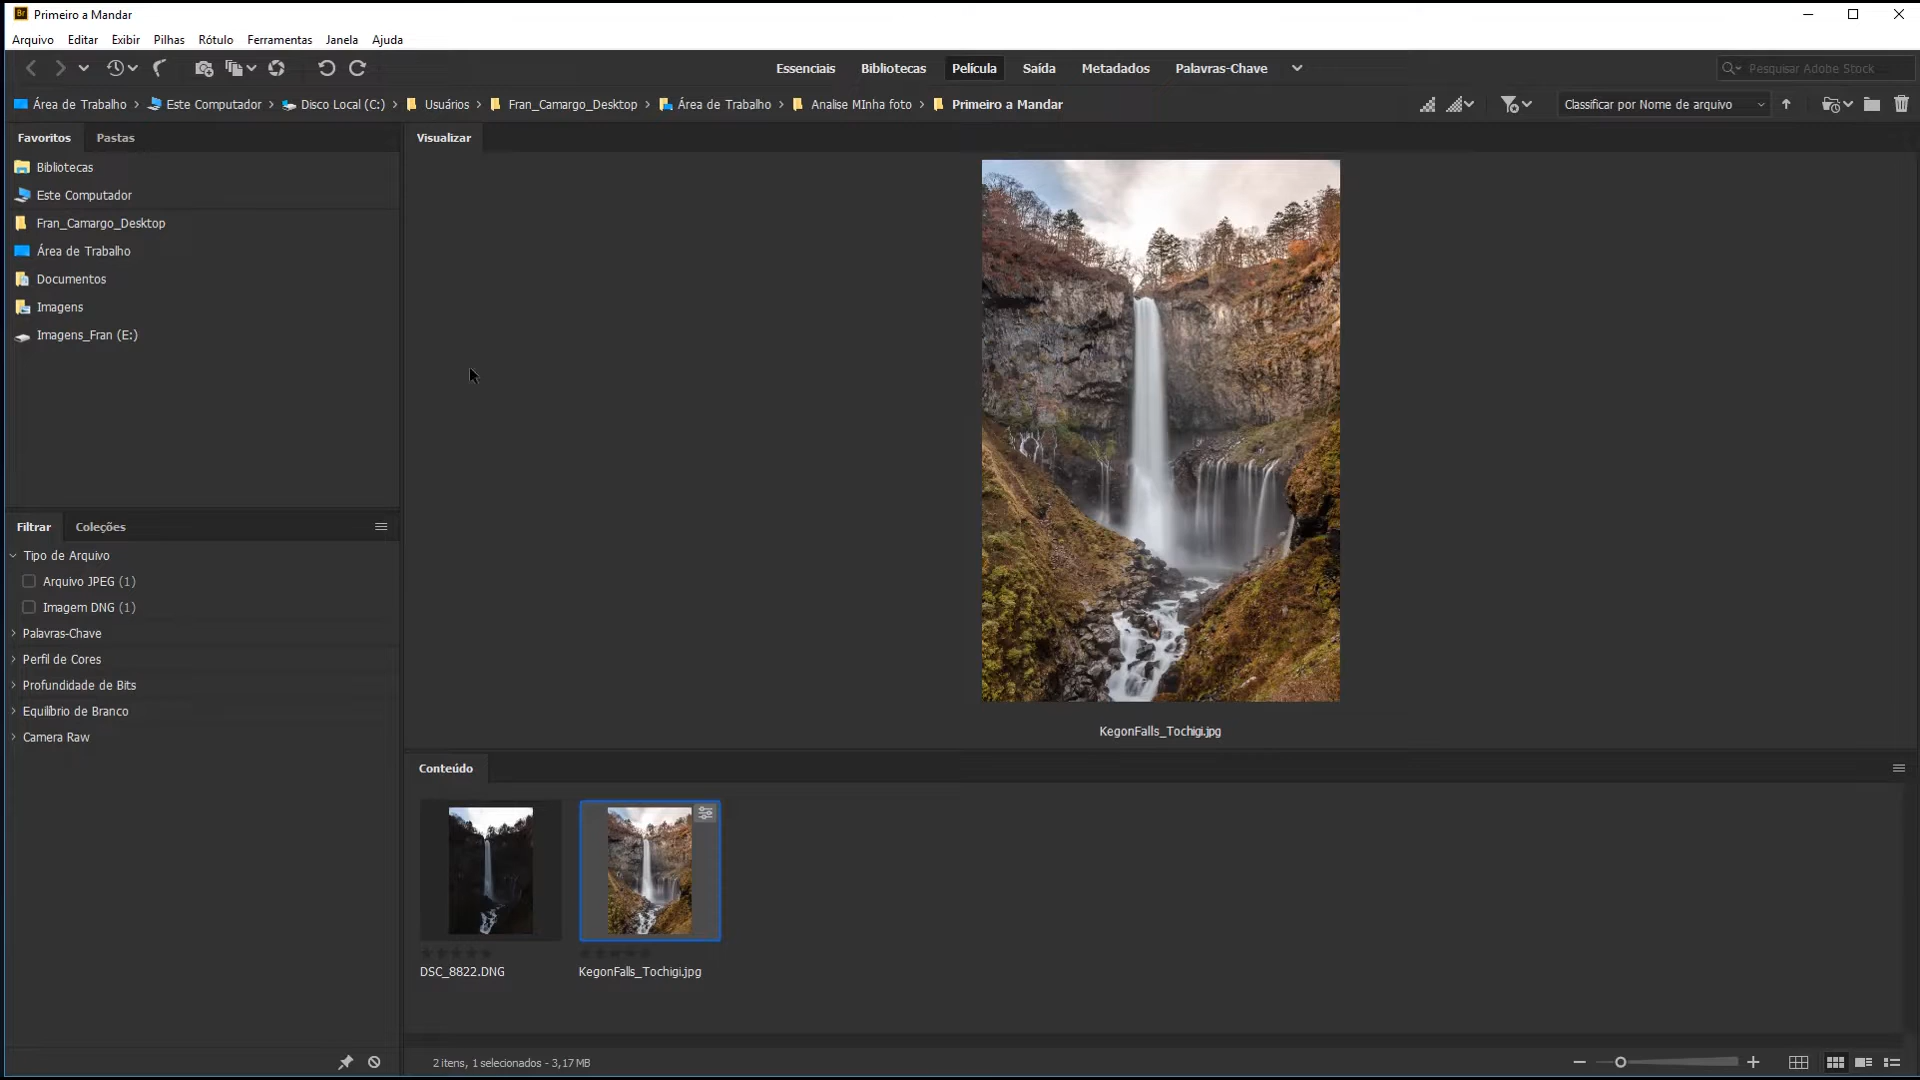 Br Primeiro a Mandar
Arquivo Editar Exibir Pilhas Rótulo Ferramentas Janela Ajuda
Essenciais Bibliotecas Película Saída Metadados Palavras-Chave Pesquisar Adobe Stock...
Área de Trabalho > Este Computador > Disco Local (C:) > Usuários > Fran_Camargo_Desktop > Área de Trabalho > Analise MInha foto > Primeiro a Mandar
Classificar por Nome de arquivo
Favoritos Pastas
Visualizar
Bibliotecas
Este Computador
Fran_Camargo_Desktop
Área de Trabalho
Documentos
Imagens
Imagens_Fran (E:)
Filtrar Coleções
Tipo de Arquivo
Arquivo JPEG (1)
Imagem DNG (1)
Palavras-Chave
Perfil de Cores
Profundidade de Bits
Equilíbrio de Branco
Camera Raw
KegonFalls_Tochigi.jpg
Conteúdo
DSC_8822.DNG
KegonFalls_Tochigi.jpg
2 itens, 1 selecionados - 3,17 MB